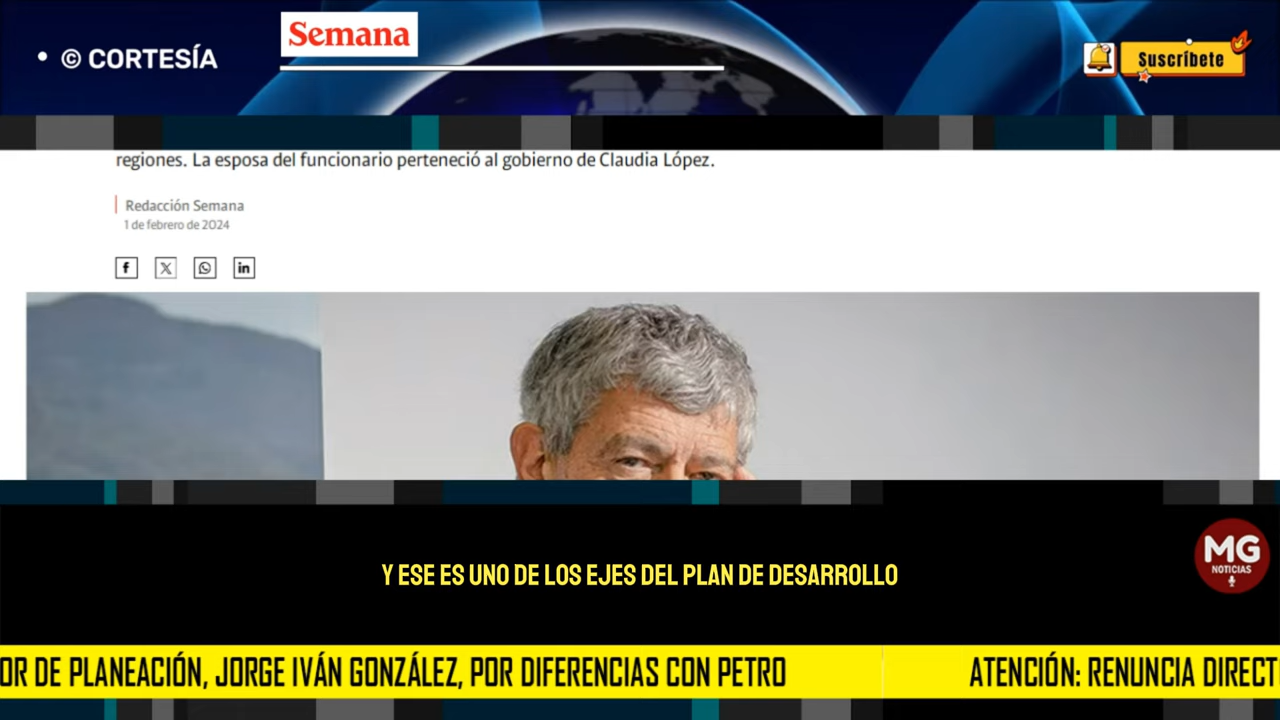 • © CORTESÍA
Semana
Suscríbete
regiones. La esposa del funcionario perteneció al gobierno de Claudia López.
Redacción Semana
1 de febrero de 2024
Y ESE ES UNO DE LOS EJES DEL PLAN DE DESARROLLO
MG
NOTICIAS
OR DE PLANEACIÓN, JORGE IVÁN GONZÁLEZ, POR DIFERENCIAS CON PETRO
ATENCIÓN: RENUNCIA DIRECT